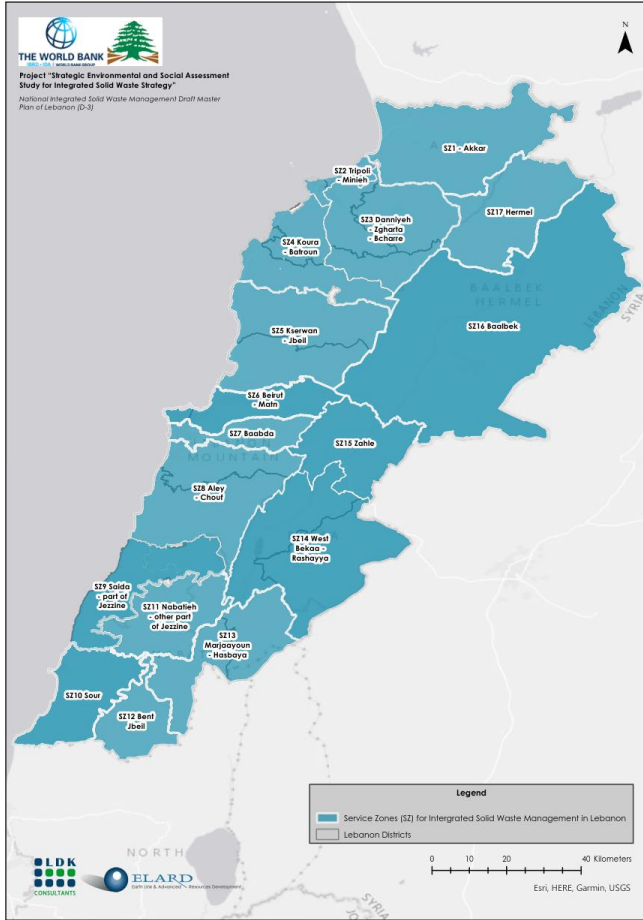 THE WORLD BANK
IBRD • IDA | WORLD BANK GROUP
Project “Strategic Environmental and Social Assessment
Study for Integrated Solid Waste Strategy”
National Integrated Solid Waste Management Draft Master
Plan of Lebanon (D-3)
N
SZ1 - Akkar
SZ2 Tripoli
- Minieh
SZ3 Danniyeh
- Zgharta
- Bcharre
SZ17 Hermel
SZ4 Koura
- Batroun
BAALBEK
HERMEL
LEBANON
SYRIA
SZ16 Baalbek
SZ5 Kserwan
- Jbeil
SZ6 Beirut
- Matn
SZ7 Baabda
MOUNTAIN
SZ15 Zahle
SZ8 Aley
- Chouf
SZ14 West
Bekaa -
Rashayya
SZ9 Saida
- part of
Jezzine
SZ11 Nabatieh
- other part
of Jezzine
SZ13
Marjaayoun
- Hasbaya
SZ10 Sour
SZ12 Bent
Jbeil
Legend
Service Zones (SZ) for Intergrated Solid Waste Management in Lebanon
Lebanon Districts
NORTH
LDK
CONSULTANTS
ELARD
Earth Link & Advanced Resources Development
0 5 10 20 30 40 Kilometers
Esri, HERE, Garmin, USGS
SYRIA